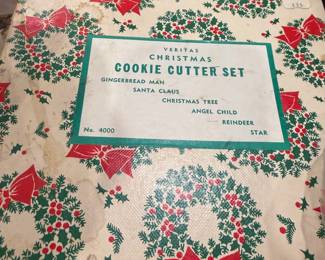 VERITAS
CHRISTMAS
COOKIE CUTTER SET
GINGERBREAD MAN
SANTA CLAUS
CHRISTMAS TREE
ANGEL CHILD
REINDEER
No. 4000
STAR